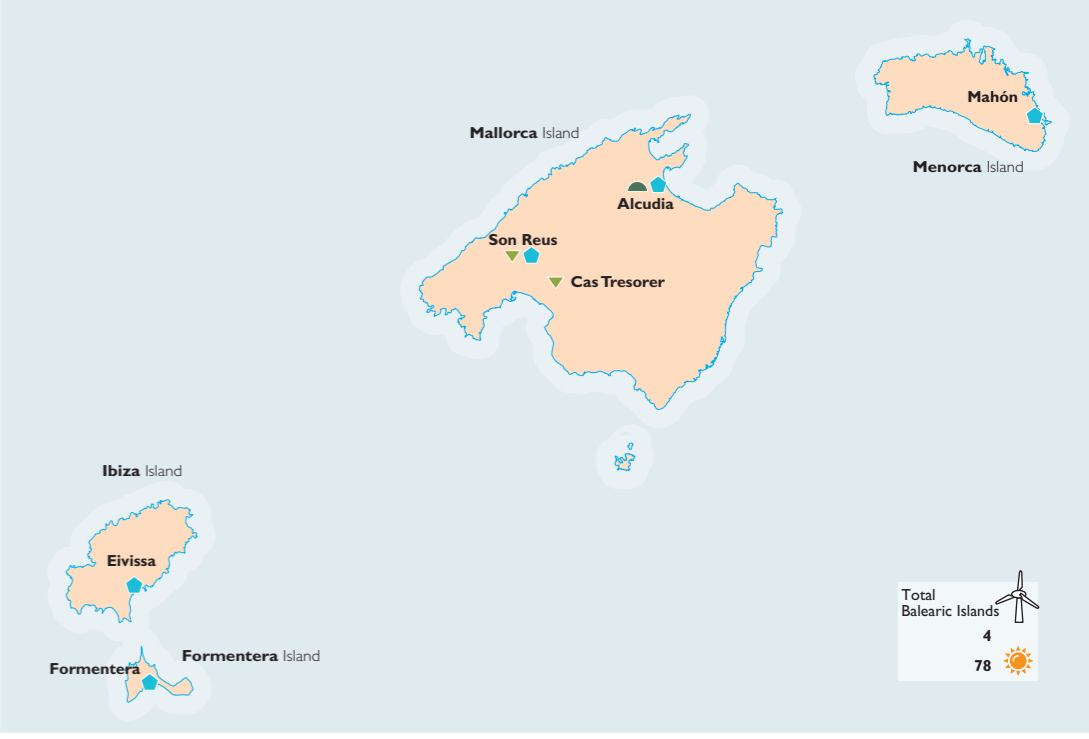 Mahón
Mallorca Island
Menorca Island
Alcudia
Son Reus
Cas Tresorer
Ibiza Island
Eivissa
Total
Balearic Islands
4
Formentera Island
Formentera
78